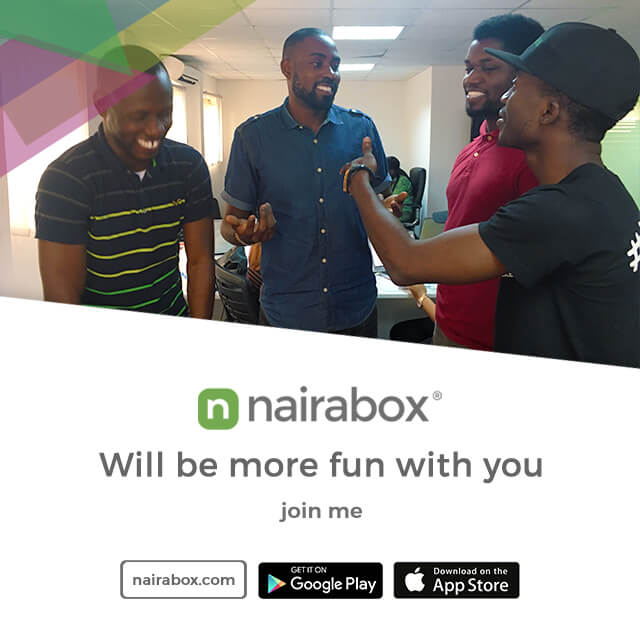 nairabox®
Will be more fun with you
join me
nairabox.com
GET IT ON
Google Play
Download on the
App Store
#